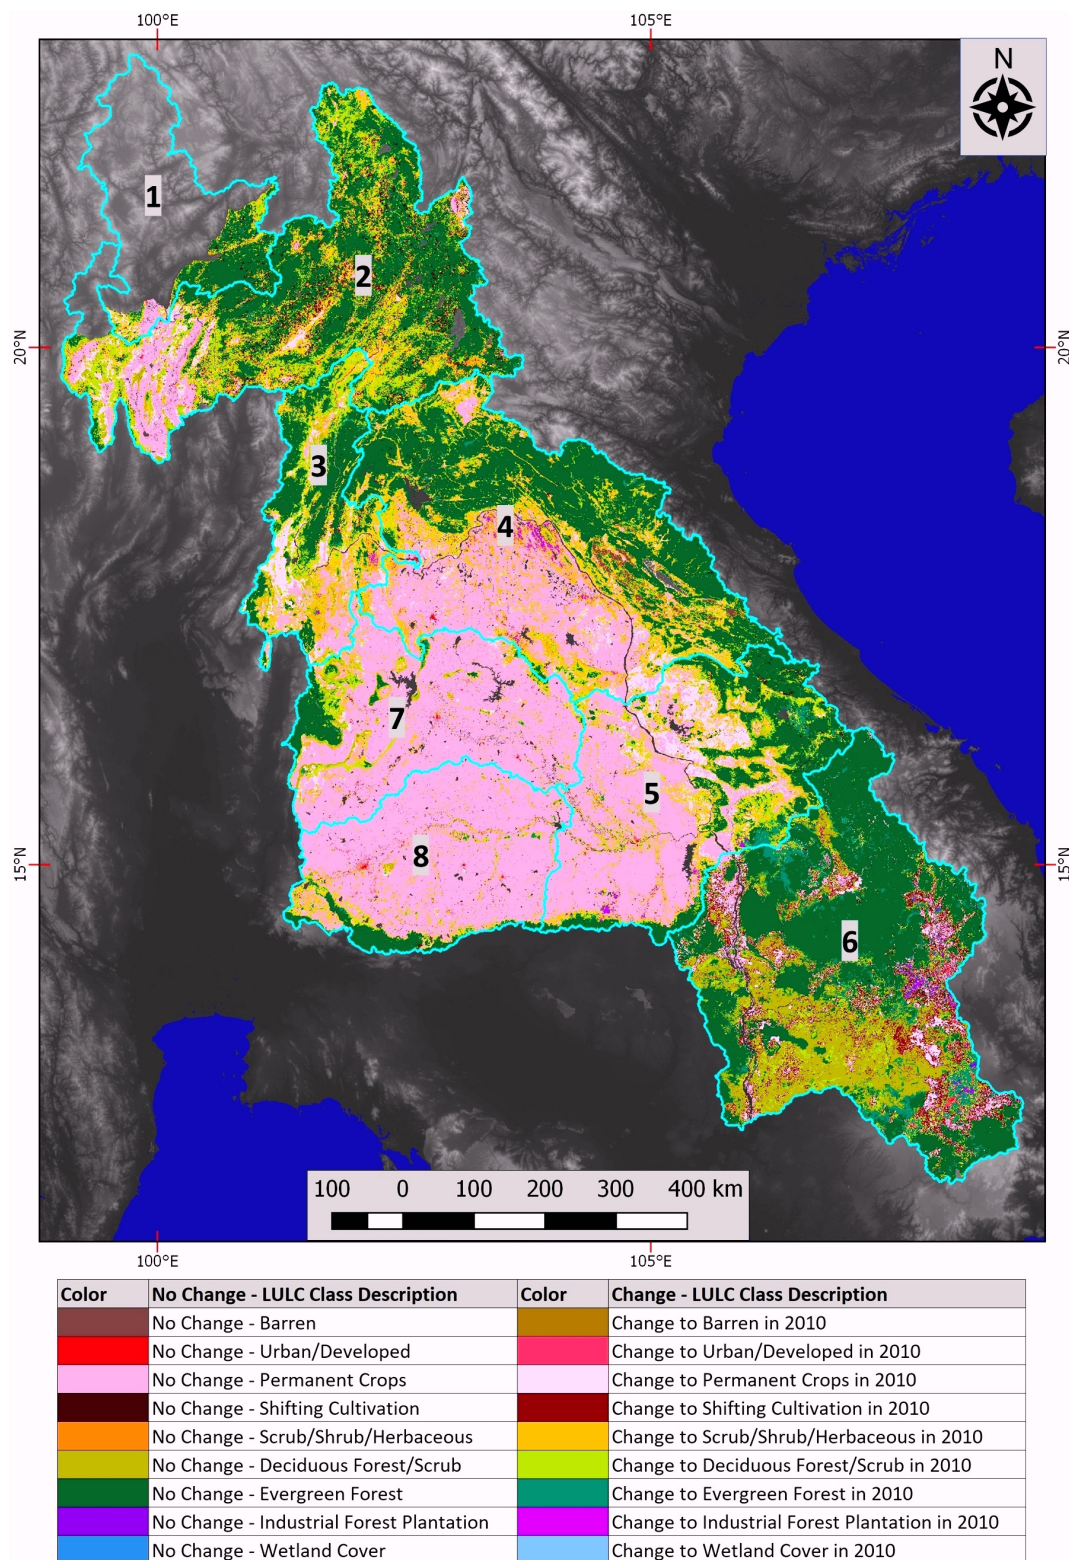 100°E 105°E
N
1
2
20°N 20°N
3
4
7
5
8
15°N 15°N
6
100 0 100 200 300 400 km
100°E 105°E
Color No Change - LULC Class Description Color Change - LULC Class Description
No Change - Barren Change to Barren in 2010
No Change - Urban/Developed Change to Urban/Developed in 2010
No Change - Permanent Crops Change to Permanent Crops in 2010
No Change - Shifting Cultivation Change to Shifting Cultivation in 2010
No Change - Scrub/Shrub/Herbaceous Change to Scrub/Shrub/Herbaceous in 2010
No Change - Deciduous Forest/Scrub Change to Deciduous Forest/Scrub in 2010
No Change - Evergreen Forest Change to Evergreen Forest in 2010
No Change - Industrial Forest Plantation Change to Industrial Forest Plantation in 2010
No Change - Wetland Cover Change to Wetland Cover in 2010